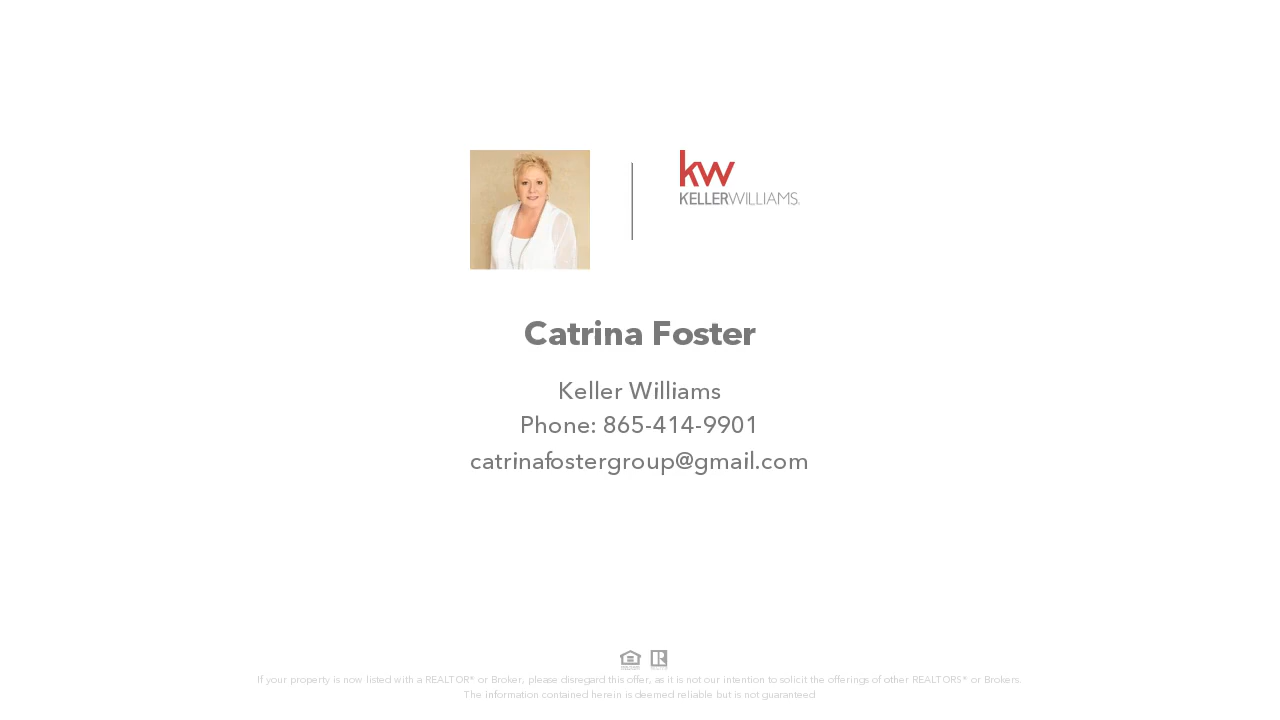 kw
KELLERWILLIAMS.
Catrina Foster
Keller Williams
Phone: 865-414-9901
catrinafostergroup@gmail.com
If your property is now listed with a REALTOR® or Broker, please disregard this offer, as it is not our intention to solicit the offerings of other REALTORS® or Brokers.
The information contained herein is deemed reliable but is not guaranteed